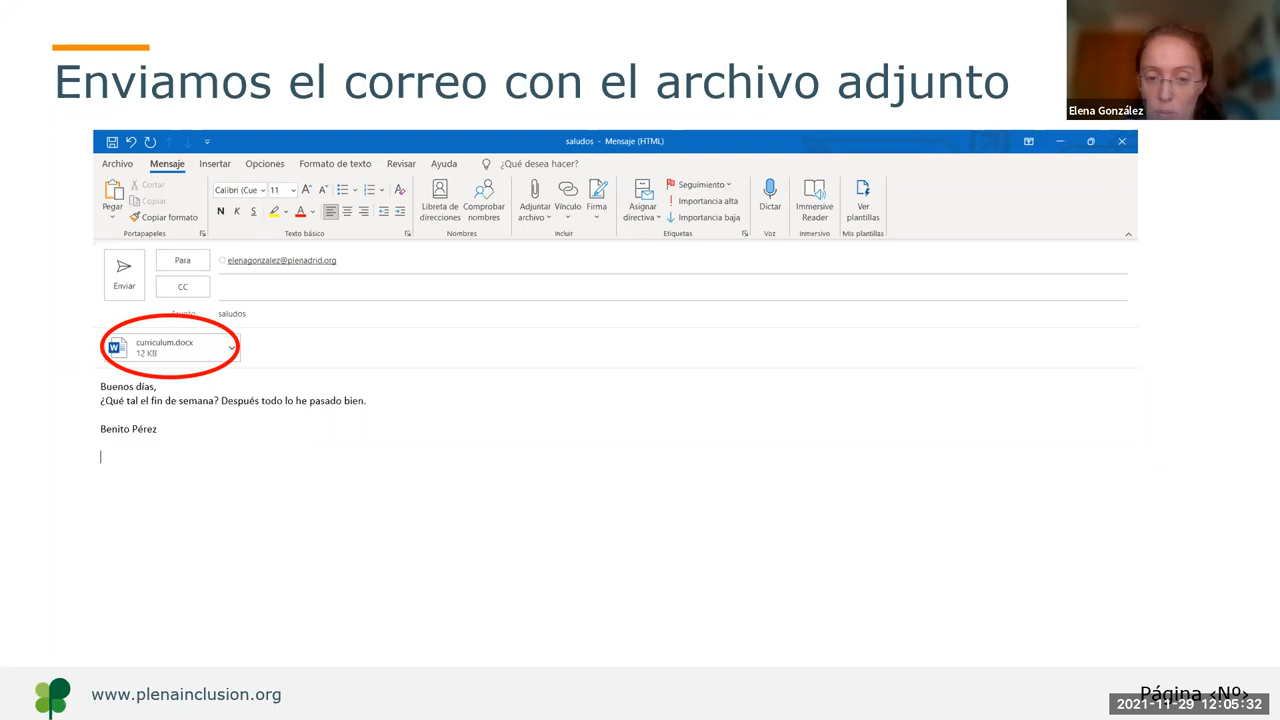 Enviamos el correo con el archivo adjunto
Elena González
saludos - Mensaje (HTML)
Archivo Mensaje Insertar Opciones Formato de texto Revisar Ayuda ¿Qué desea hacer?
Pegar
Cortar
Copiar
Copiar formato
Portapapeles
Calibri (Cue 11
N K S
Texto básico
Libreta de direcciones
Comprobar nombres
Nombres
Adjuntar archivo
Vínculo
Firma
Incluir
Asignar directiva
Seguimiento
Importancia alta
Importancia baja
Etiquetas
Dictar
Voz
Immersive Reader
Inmersivo
Ver plantillas
Mis plantillas
Enviar
Para elenagonzalez@plenadrid.org
CC
Asunto saludos
curriculum.docx
12 KB
Buenos días,
¿Qué tal el fin de semana? Después todo lo he pasado bien.
Benito Pérez
www.plenainclusion.org
Página ‹Nº›
2021-11-29 12:05:32